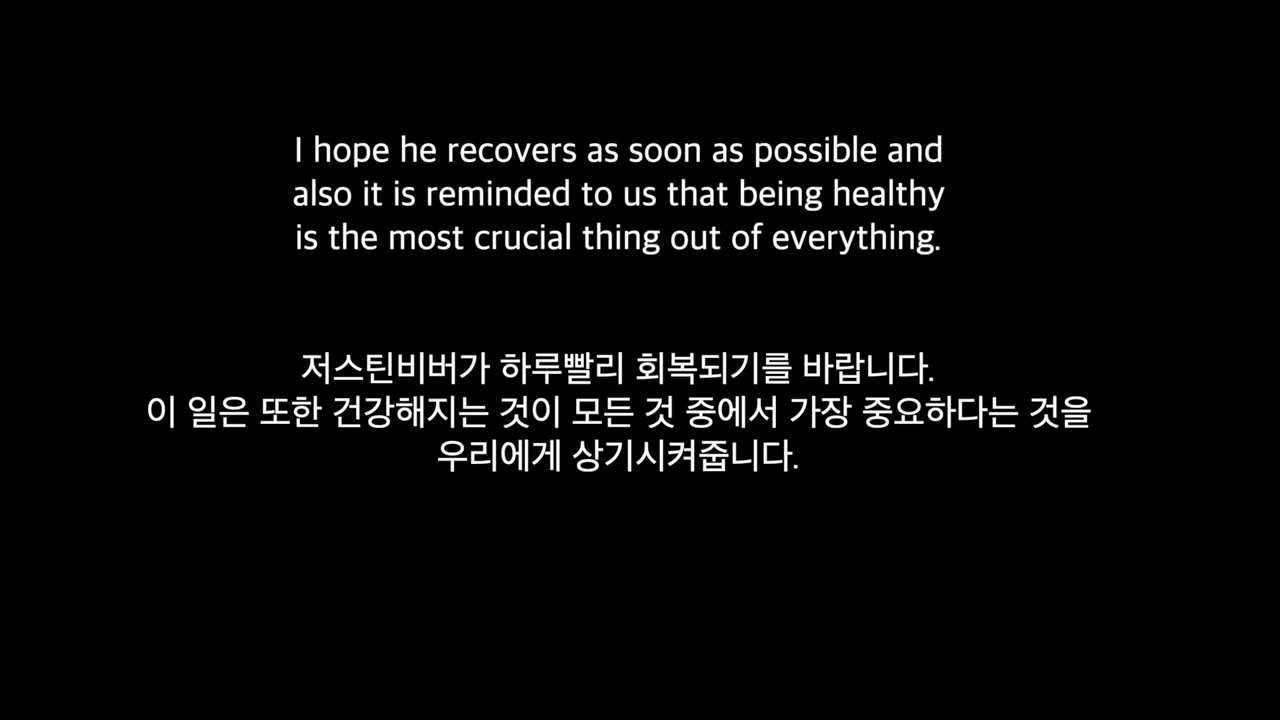 I hope he recovers as soon as possible and
also it is reminded to us that being healthy
is the most crucial thing out of everything.
저스틴비버가 하루빨리 회복되기를 바랍니다.
이 일은 또한 건강해지는 것이 모든 것 중에서 가장 중요하다는 것을
우리에게 상기시켜줍니다.